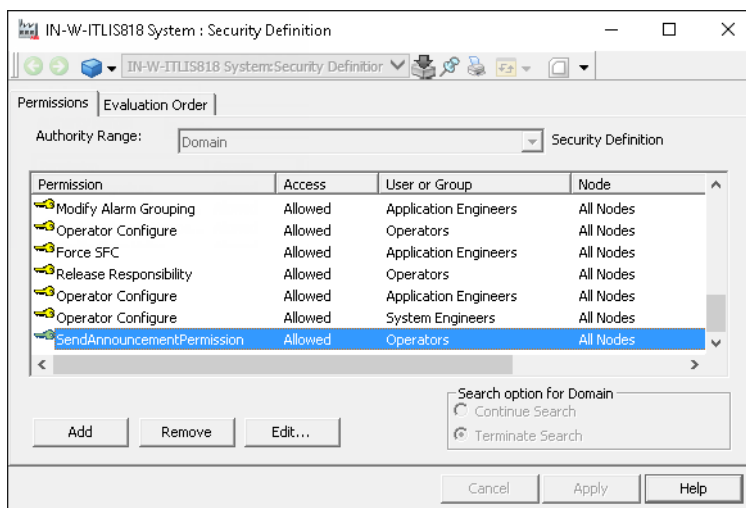 IN-W-ITLIS818 System : Security Definition
IN-W-ITLIS818 System:Security Definitior
Permissions Evaluation Order
Authority Range: Domain Security Definition
Permission Access User or Group Node
Modify Alarm Grouping Allowed Application Engineers All Nodes
Operator Configure Allowed Operators All Nodes
Force SFC Allowed Application Engineers All Nodes
Release Responsibility Allowed Operators All Nodes
Operator Configure Allowed Application Engineers All Nodes
Operator Configure Allowed System Engineers All Nodes
SendAnnouncementPermission Allowed Operators All Nodes
Search option for Domain
Continue Search
Add Remove Edit... Terminate Search
Cancel Apply Help